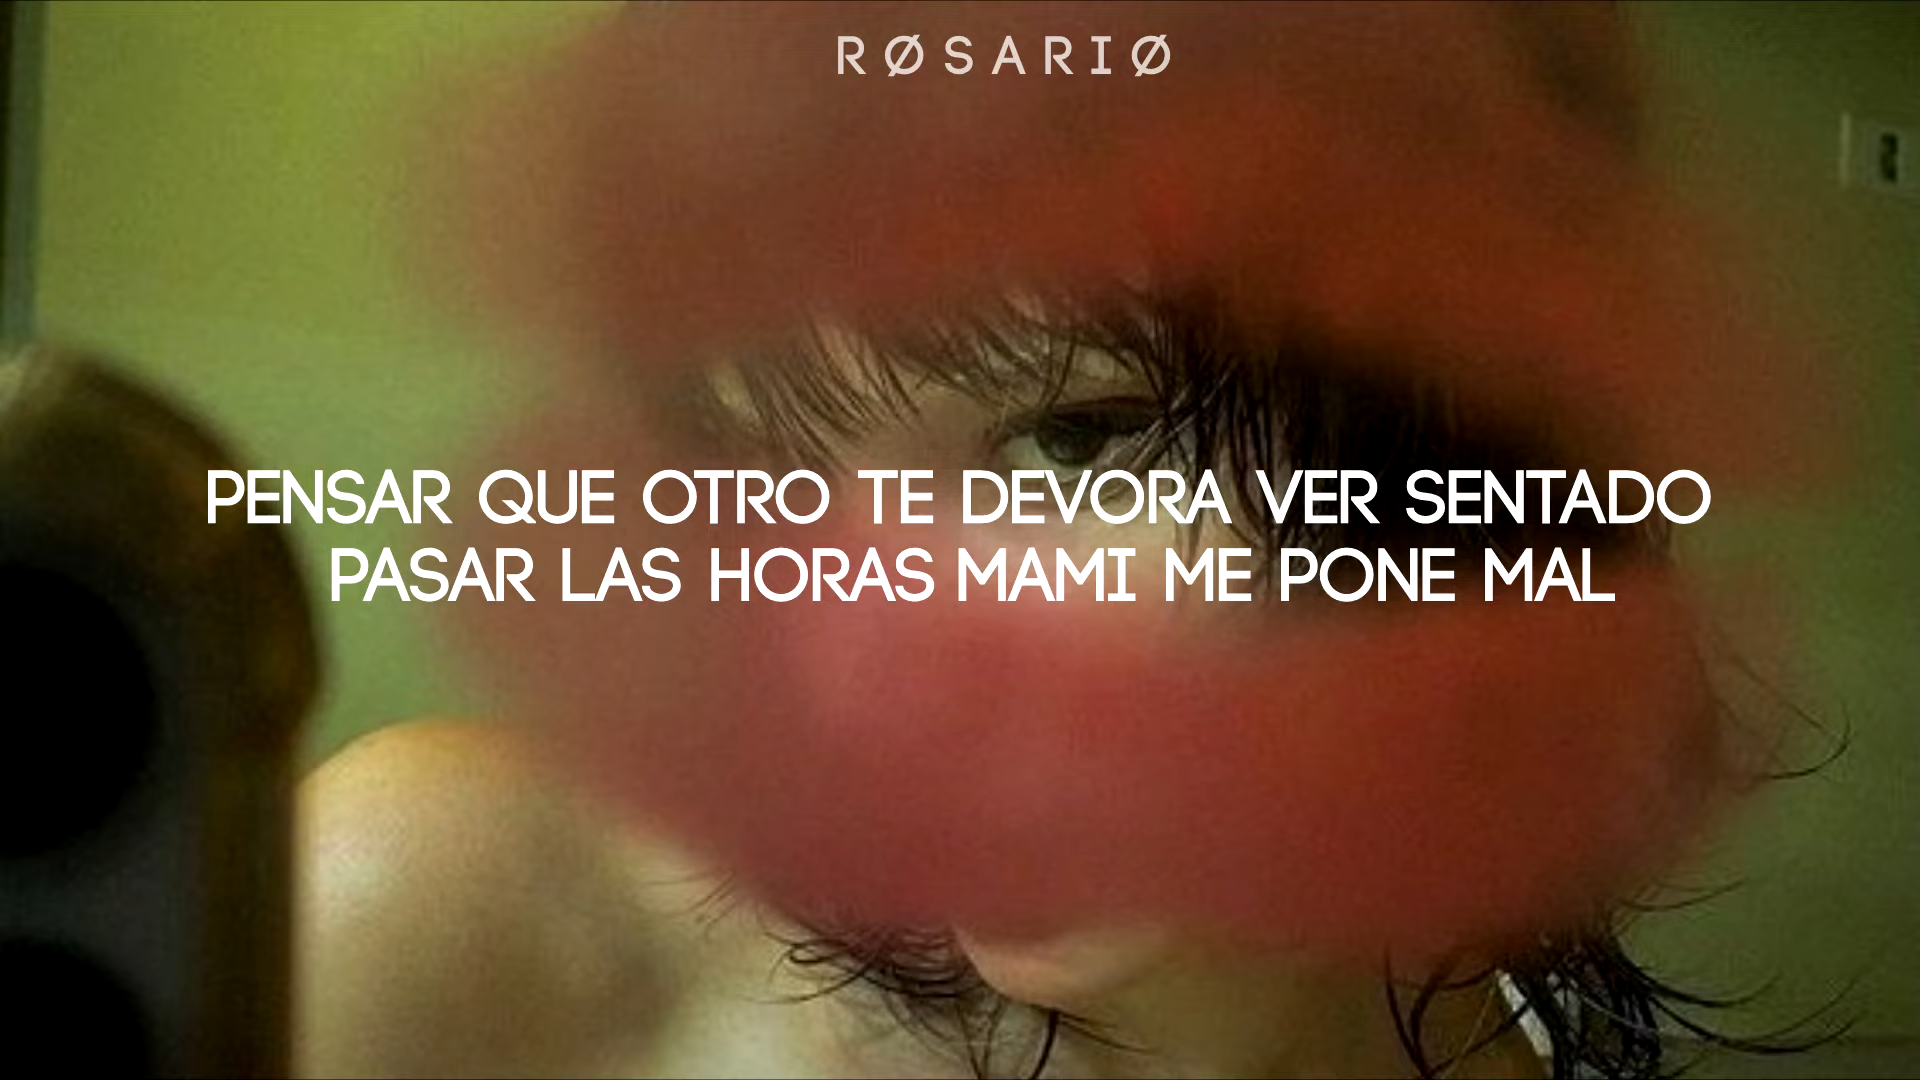 RØSARIØ
PENSAR QUE OTRO TE DEVORA VER SENTADO
PASAR LAS HORAS MAMI ME PONE MAL